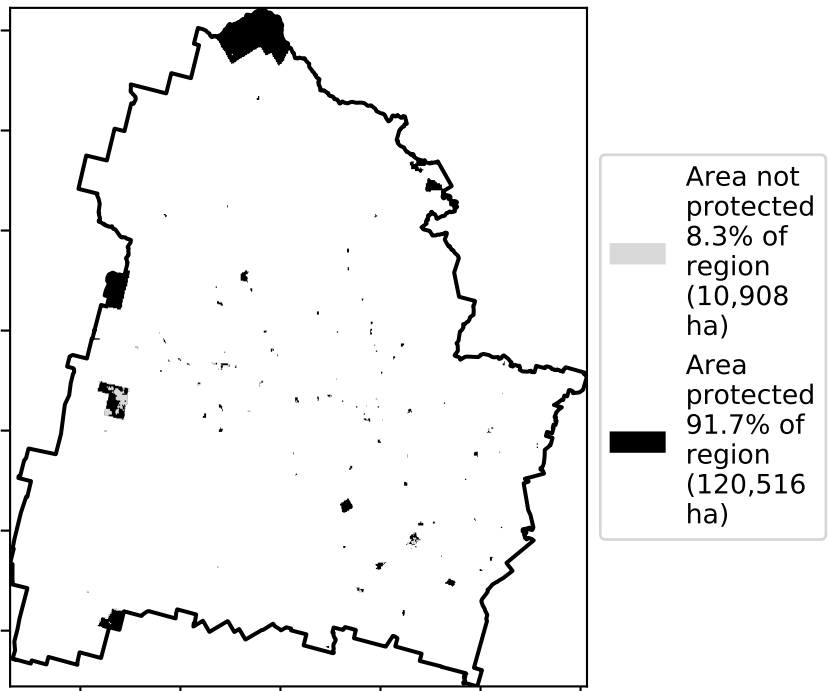 Area not
protected
8.3% of
region
(10,908
ha)
Area
protected
91.7% of
region
(120,516
ha)